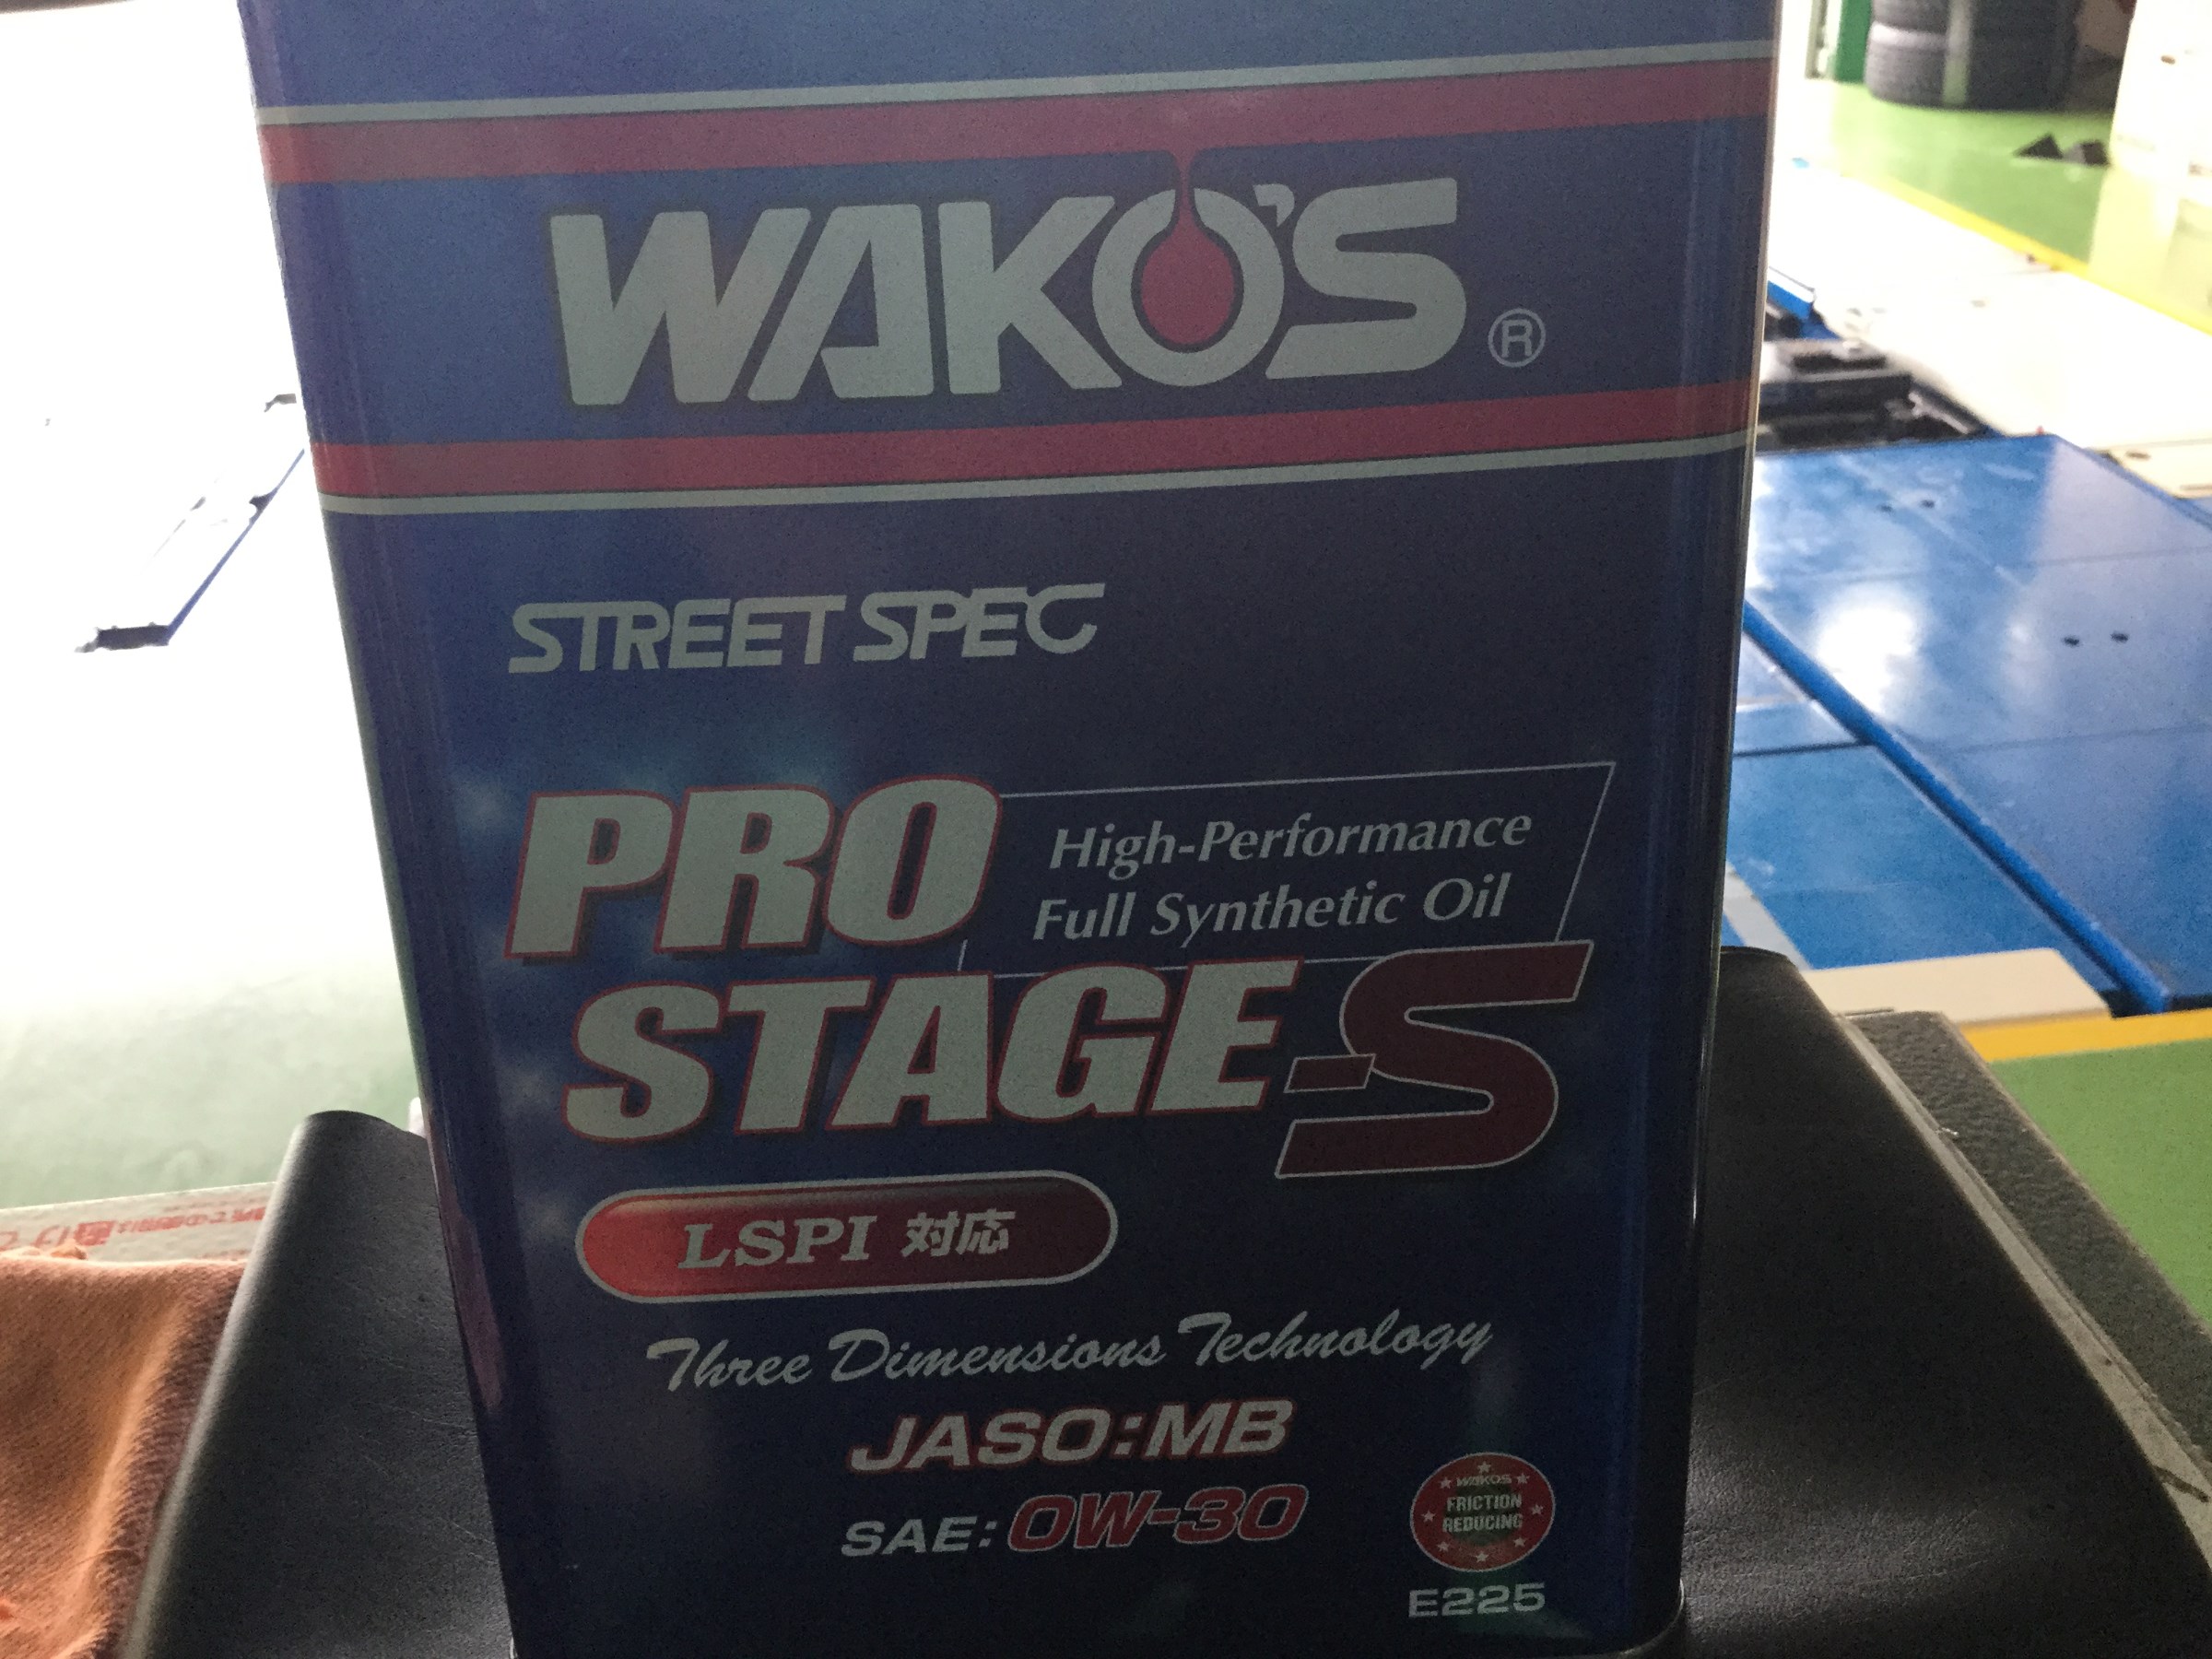 WAKO'S ®
STREET SPEC
PRO
High-Performance
Full Synthetic Oil
STAGE-S
LSPI 対応
Three Dimensions Technology
JASO:MB
SAE: 0W-30
WAKOS
FRICTION
REDUCING
E225